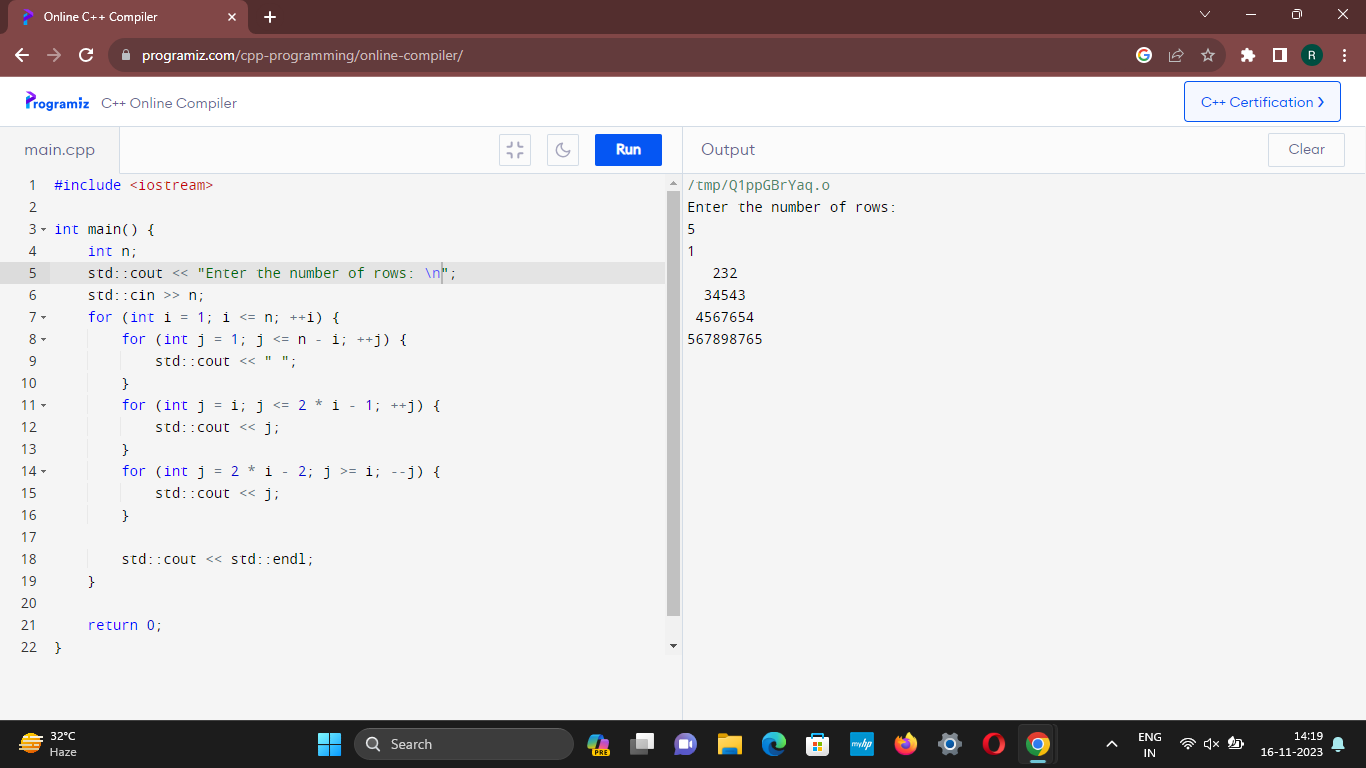 Online C++ Compiler
programiz.com/cpp-programming/online-compiler/
R
Programiz C++ Online Compiler
C++ Certification >
main.cpp
Run
Output
Clear
1 #include <iostream>
2
3 int main() {
4     int n;
5     std::cout << "Enter the number of rows: \n";
6     std::cin >> n;
7     for (int i = 1; i <= n; ++i) {
8         for (int j = 1; j <= n - i; ++j) {
9             std::cout << " ";
10         }
11         for (int j = i; j <= 2 * i - 1; ++j) {
12             std::cout << j;
13         }
14         for (int j = 2 * i - 2; j >= i; --j) {
15             std::cout << j;
16         }
17
18         std::cout << std::endl;
19     }
20
21     return 0;
22 }
/tmp/Q1ppGBrYaq.o
Enter the number of rows:
5
1
   232
  34543
 4567654
567898765
32°C
Haze
Search
PRE
myhp
ENG
IN
14:19
16-11-2023